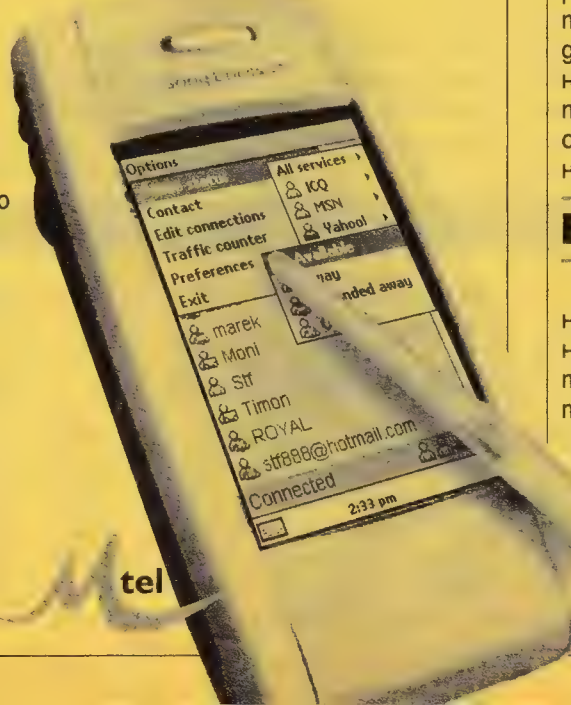 Options
Contact
Edit connections
Traffic counter
Preferences
Exit
All services
ICQ
MSN
Yahoo!
Available
marek
Moni
Stf
Timon
ROYAL
stf888@hotmail.com
Connected
2:33 pm
M tel